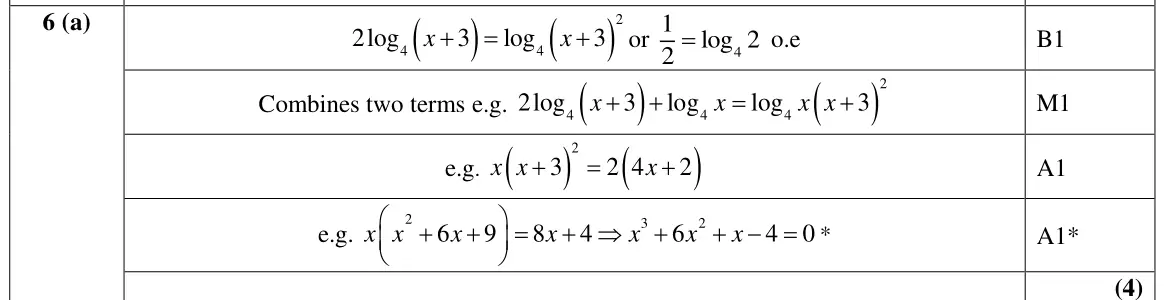 6 (a) 2log₄(x+3) = log₄(x+3)² or 1/2 = log₄ 2 o.e B1
Combines two terms e.g. 2log₄(x+3) + log₄ x = log₄ x(x+3)² M1
e.g. x(x+3)² = 2(4x+2) A1
e.g. x(x²+6x+9) = 8x+4 ⇒ x³+6x²+x−4 = 0 * A1*
(4)